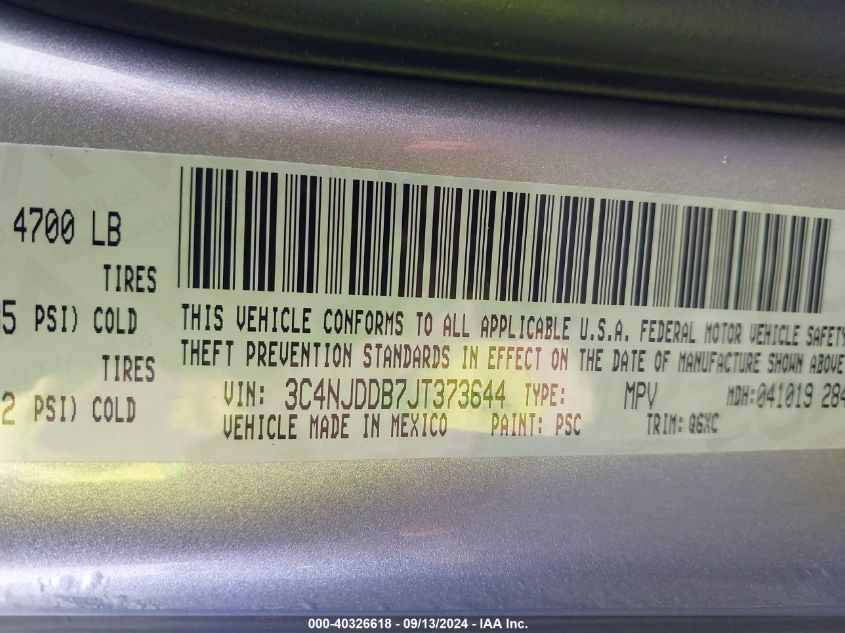 4700 LB
TIRES
5 PSI) COLD
TIRES
2 PSI) COLD
THIS VEHICLE CONFORMS TO ALL APPLICABLE U.S.A. FEDERAL MOTOR VEHICLE SAFETY
THEFT PREVENTION STANDARDS IN EFFECT ON THE DATE OF MANUFACTURE SHOWN ABOVE
VIN: 3C4NJDDB7JT373644 TYPE: MPV MDH:041019 284
VEHICLE MADE IN MEXICO PAINT: PSC TRIM: Q6XC
000-40326618 - 09/13/2024 - IAA Inc.